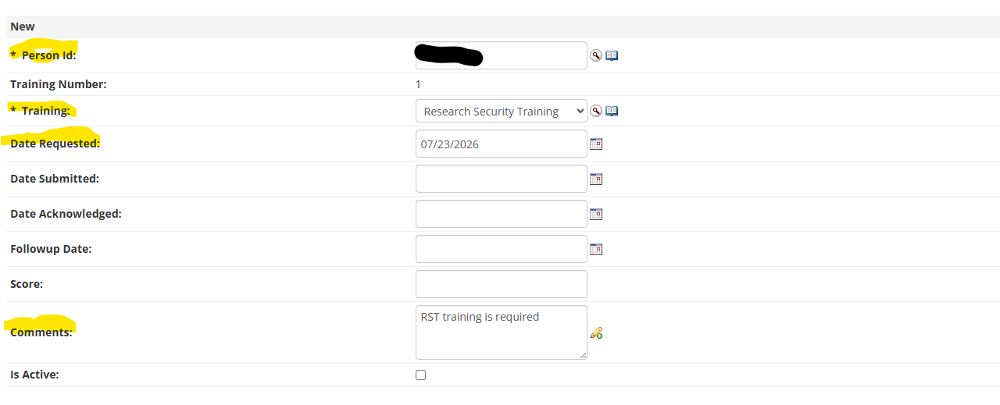 New
* Person Id:
Training Number: 1
* Training: Research Security Training
Date Requested: 07/23/2026
Date Submitted:
Date Acknowledged:
Followup Date:
Score:
Comments: RST training is required
Is Active: